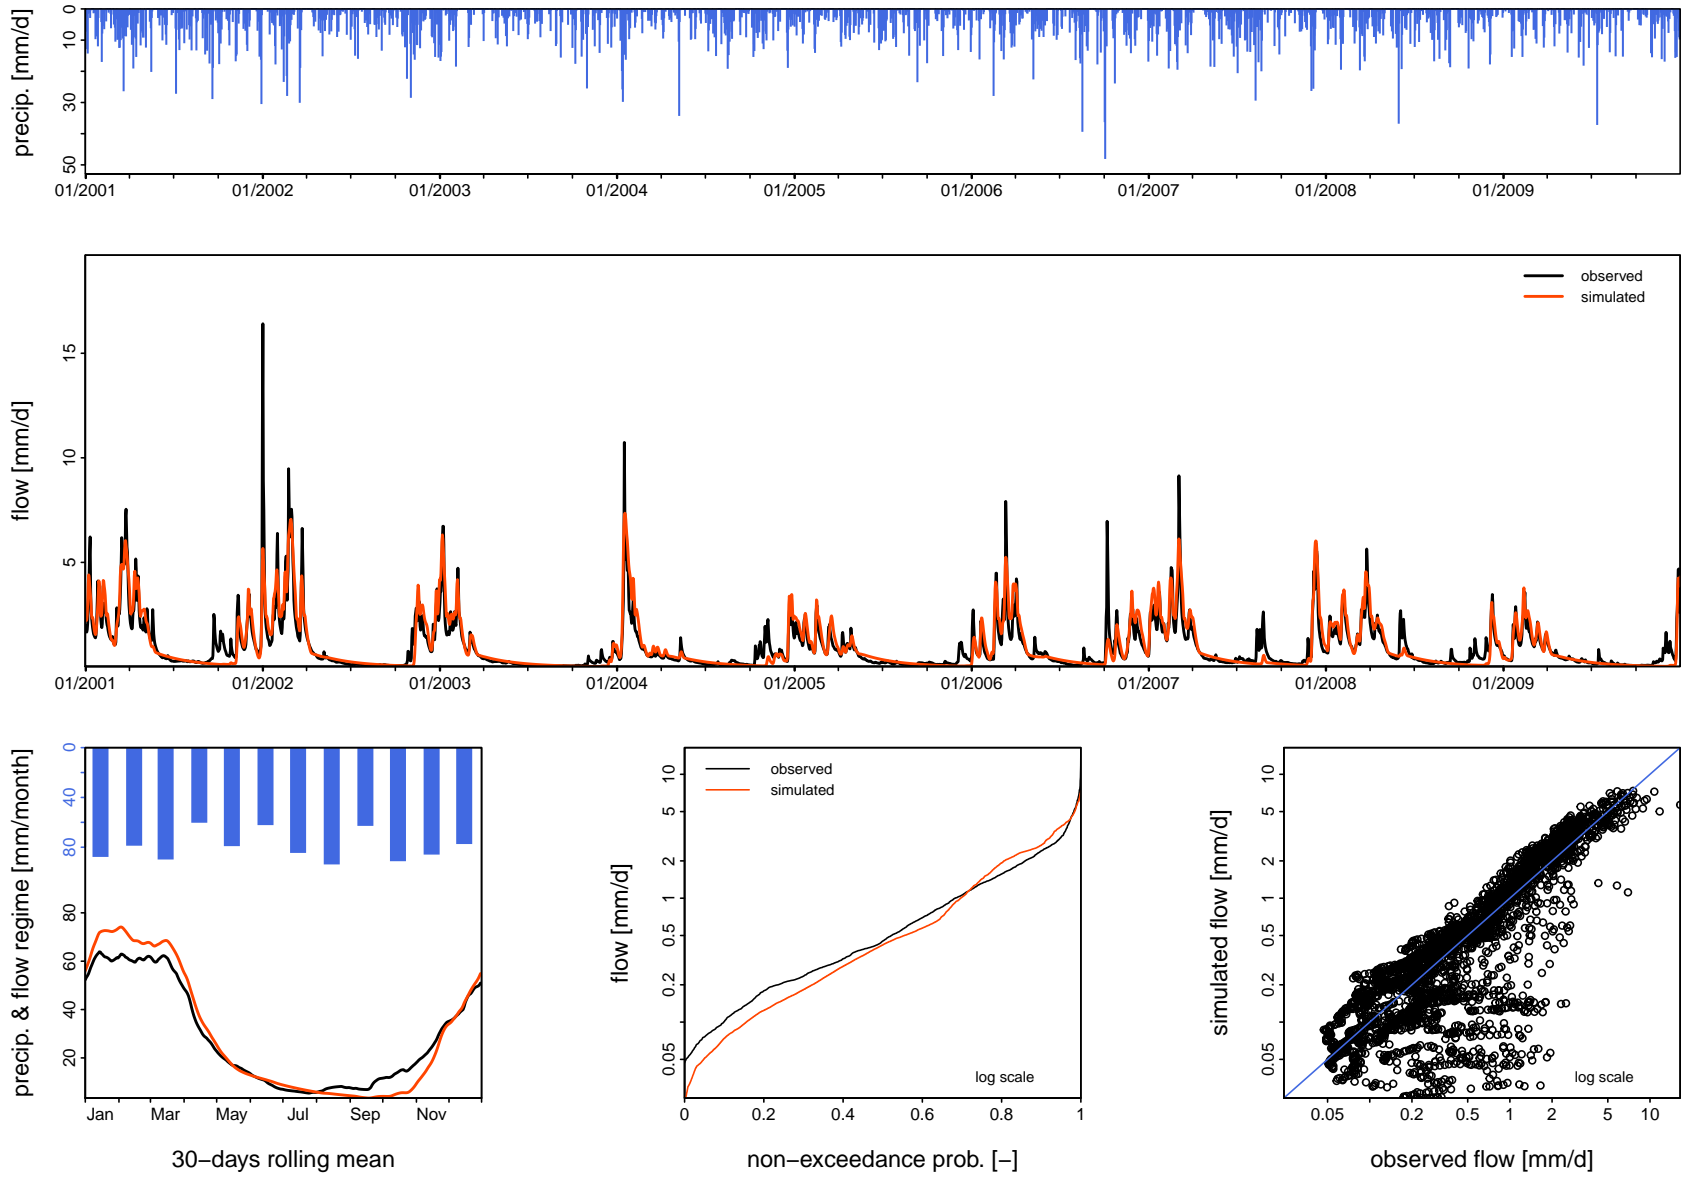 precip. [mm/d]
0
10
30
50
01/2001
01/2002
01/2003
01/2004
01/2005
01/2006
01/2007
01/2008
01/2009
flow [mm/d]
15
10
5
observed
simulated
01/2001
01/2002
01/2003
01/2004
01/2005
01/2006
01/2007
01/2008
01/2009
precip. & flow regime [mm/month]
0
40
80
80
60
40
20
Jan
Mar
May
Jul
Sep
Nov
30−days rolling mean
flow [mm/d]
10
5
2
1
0.5
0.2
0.05
observed
simulated
log scale
0
0.2
0.4
0.6
0.8
1
non−exceedance prob. [−]
simulated flow [mm/d]
10
5
2
1
0.5
0.2
0.05
log scale
0.05
0.2
0.5
1
2
5
10
observed flow [mm/d]